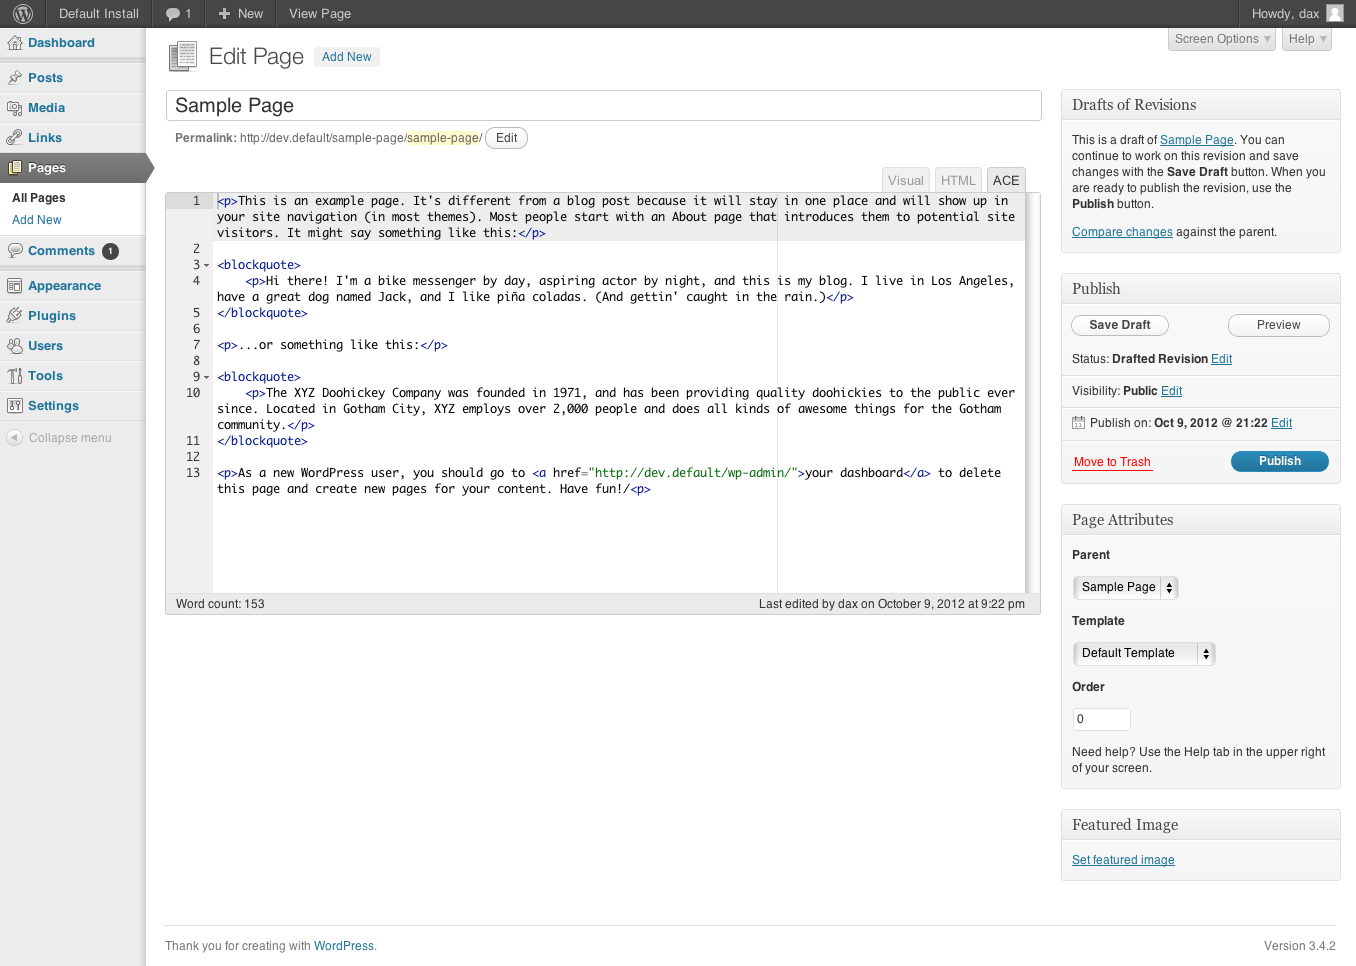 Default Install
1
New
View Page
Howdy, dax
Dashboard
Posts
Media
Links
Pages
All Pages
Add New
Comments 1
Appearance
Plugins
Users
Tools
Settings
Collapse menu
Screen Options
Help
Edit Page
Add New
Sample Page
Permalink: http://dev.default/sample-page/sample-page/ Edit
Visual
HTML
ACE
1 <p>This is an example page. It's different from a blog post because it will stay in one place and will show up in
your site navigation (in most themes). Most people start with an About page that introduces them to potential site
visitors. It might say something like this:</p>
2
3 <blockquote>
4 <p>Hi there! I'm a bike messenger by day, aspiring actor by night, and this is my blog. I live in Los Angeles,
have a great dog named Jack, and I like piña coladas. (And gettin' caught in the rain.)</p>
5 </blockquote>
6
7 <p>...or something like this:</p>
8
9 <blockquote>
10 <p>The XYZ Doohickey Company was founded in 1971, and has been providing quality doohickies to the public ever
since. Located in Gotham City, XYZ employs over 2,000 people and does all kinds of awesome things for the Gotham
community.</p>
11 </blockquote>
12
13 <p>As a new WordPress user, you should go to <a href="http://dev.default/wp-admin/">your dashboard</a> to delete
this page and create new pages for your content. Have fun!/<p>
Word count: 153
Last edited by dax on October 9, 2012 at 9:22 pm
Drafts of Revisions
This is a draft of Sample Page. You can
continue to work on this revision and save
changes with the Save Draft button. When you
are ready to publish the revision, use the
Publish button.
Compare changes against the parent.
Publish
Save Draft
Preview
Status: Drafted Revision Edit
Visibility: Public Edit
Publish on: Oct 9, 2012 @ 21:22 Edit
Move to Trash
Publish
Page Attributes
Parent
Sample Page
Template
Default Template
Order
0
Need help? Use the Help tab in the upper right
of your screen.
Featured Image
Set featured image
Thank you for creating with WordPress.
Version 3.4.2